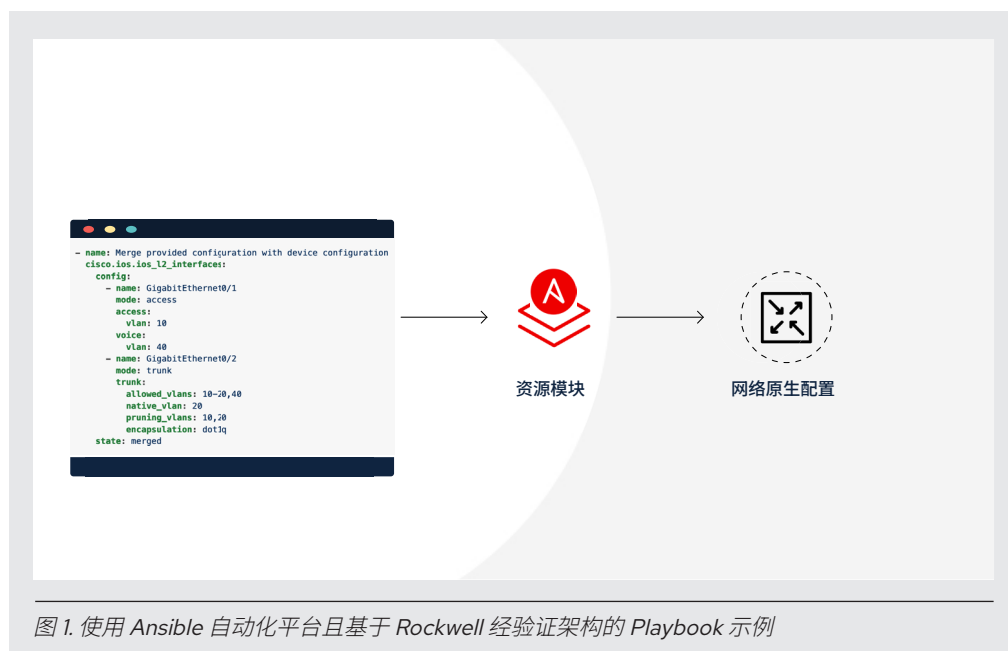 - name: Merge provided configuration with device configuration
  cisco.ios.ios_l2_interfaces:
    config:
      - name: GigabitEthernet0/1
        mode: access
        access:
          vlan: 10
        voice:
          vlan: 40
      - name: GigabitEthernet0/2
        mode: trunk
        trunk:
          allowed_vlans: 10-20,40
          native_vlan: 20
          pruning_vlans: 10,20
          encapsulation: dot1q
    state: merged
资源模块
网络原生配置
图 1. 使用 Ansible 自动化平台且基于 Rockwell 经验证架构的 Playbook 示例